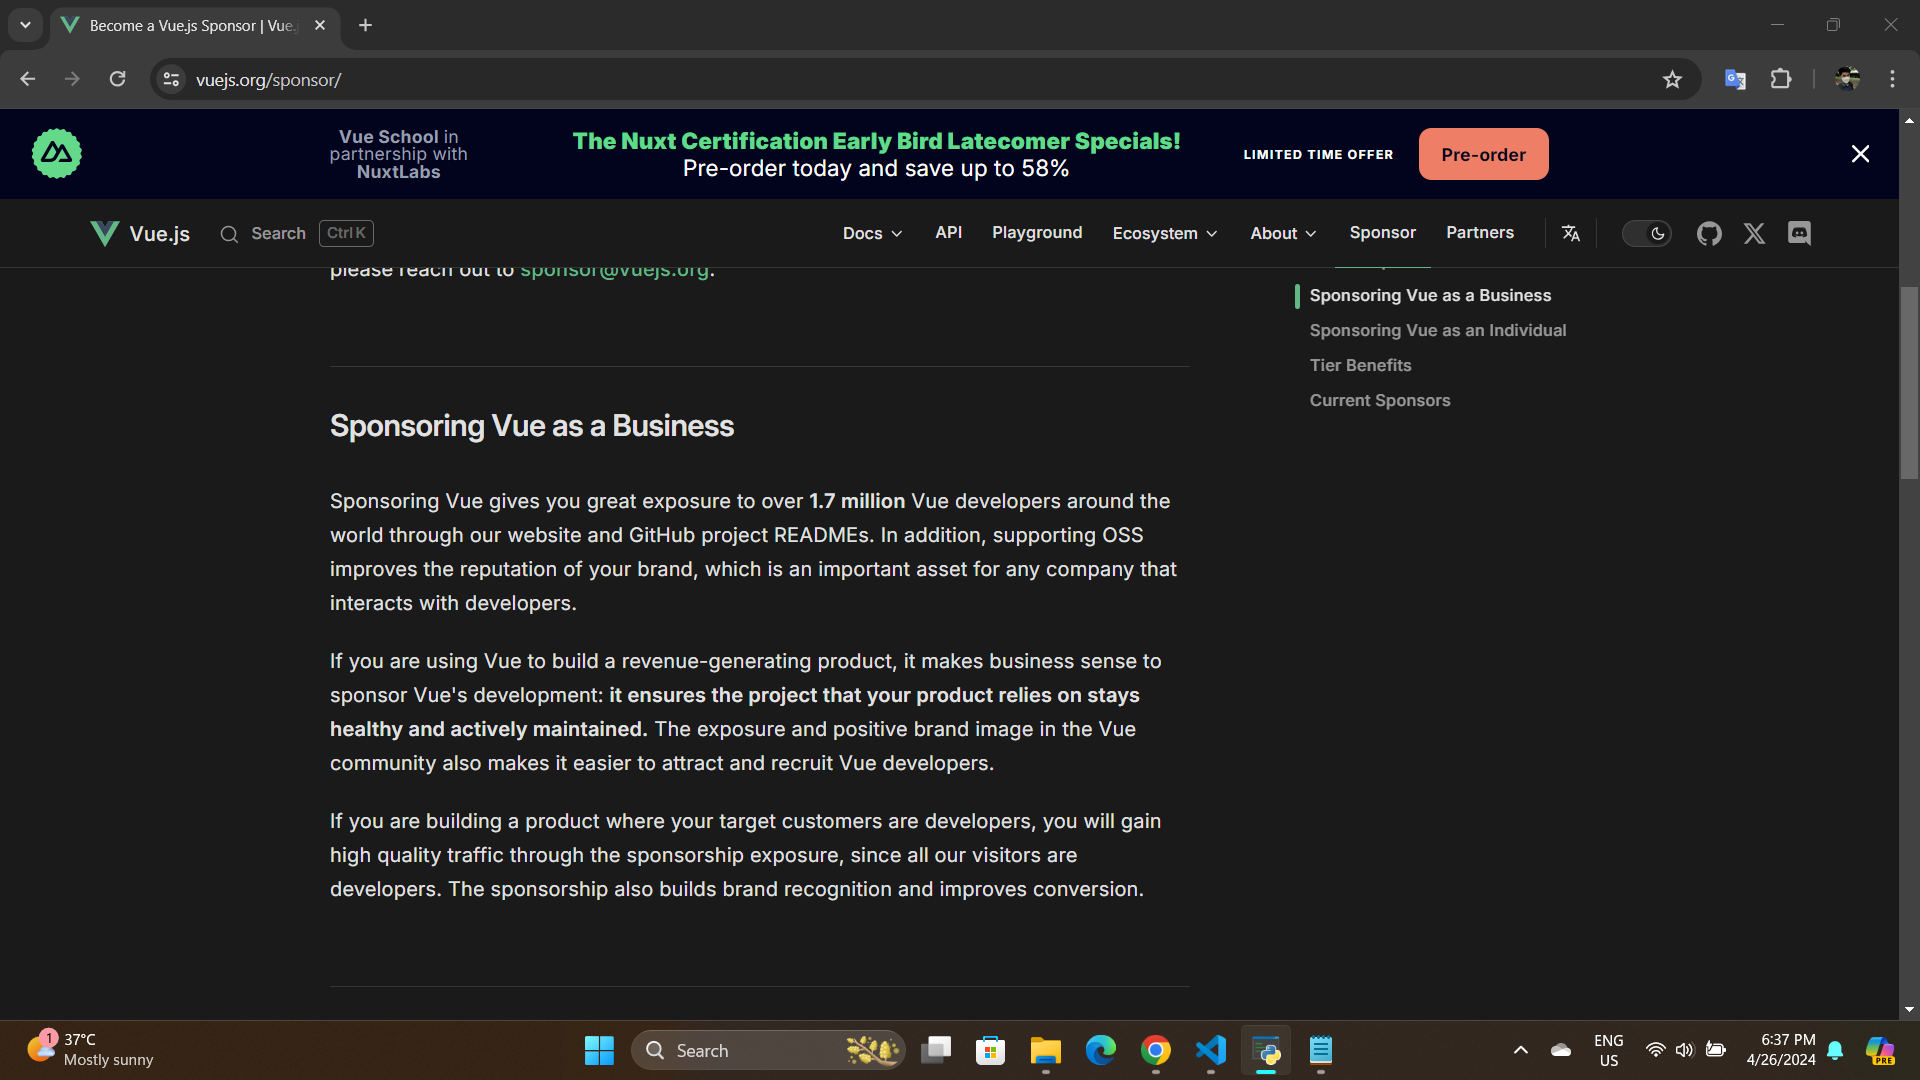 Become a Vue.js Sponsor | Vue.j
vuejs.org/sponsor/
Vue School in
partnership with
NuxtLabs
The Nuxt Certification Early Bird Latecomer Specials!
Pre-order today and save up to 58%
LIMITED TIME OFFER
Pre-order
Vue.js
Search
Ctrl K
Docs
API
Playground
Ecosystem
About
Sponsor
Partners
please reach out to sponsor@vuejs.org.
Sponsoring Vue as a Business
Sponsoring Vue as an Individual
Tier Benefits
Current Sponsors
Sponsoring Vue as a Business
Sponsoring Vue gives you great exposure to over 1.7 million Vue developers around the
world through our website and GitHub project READMEs. In addition, supporting OSS
improves the reputation of your brand, which is an important asset for any company that
interacts with developers.
If you are using Vue to build a revenue-generating product, it makes business sense to
sponsor Vue's development: it ensures the project that your product relies on stays
healthy and actively maintained. The exposure and positive brand image in the Vue
community also makes it easier to attract and recruit Vue developers.
If you are building a product where your target customers are developers, you will gain
high quality traffic through the sponsorship exposure, since all our visitors are
developers. The sponsorship also builds brand recognition and improves conversion.
1
37°C
Mostly sunny
Search
ENG
US
6:37 PM
4/26/2024
PRE